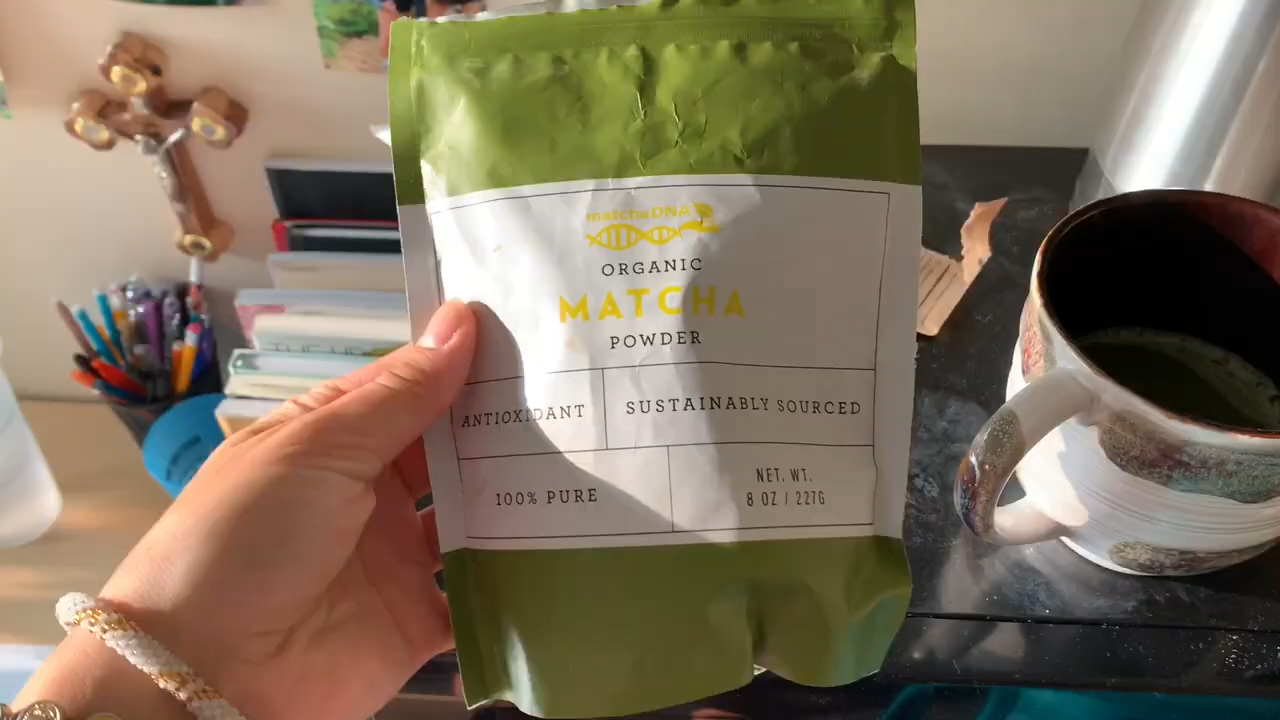 matchaDNA
ORGANIC
MATCHA
POWDER
ANTIOXIDANT
SUSTAINABLY SOURCED
100% PURE
NET. WT.
8 OZ / 227G